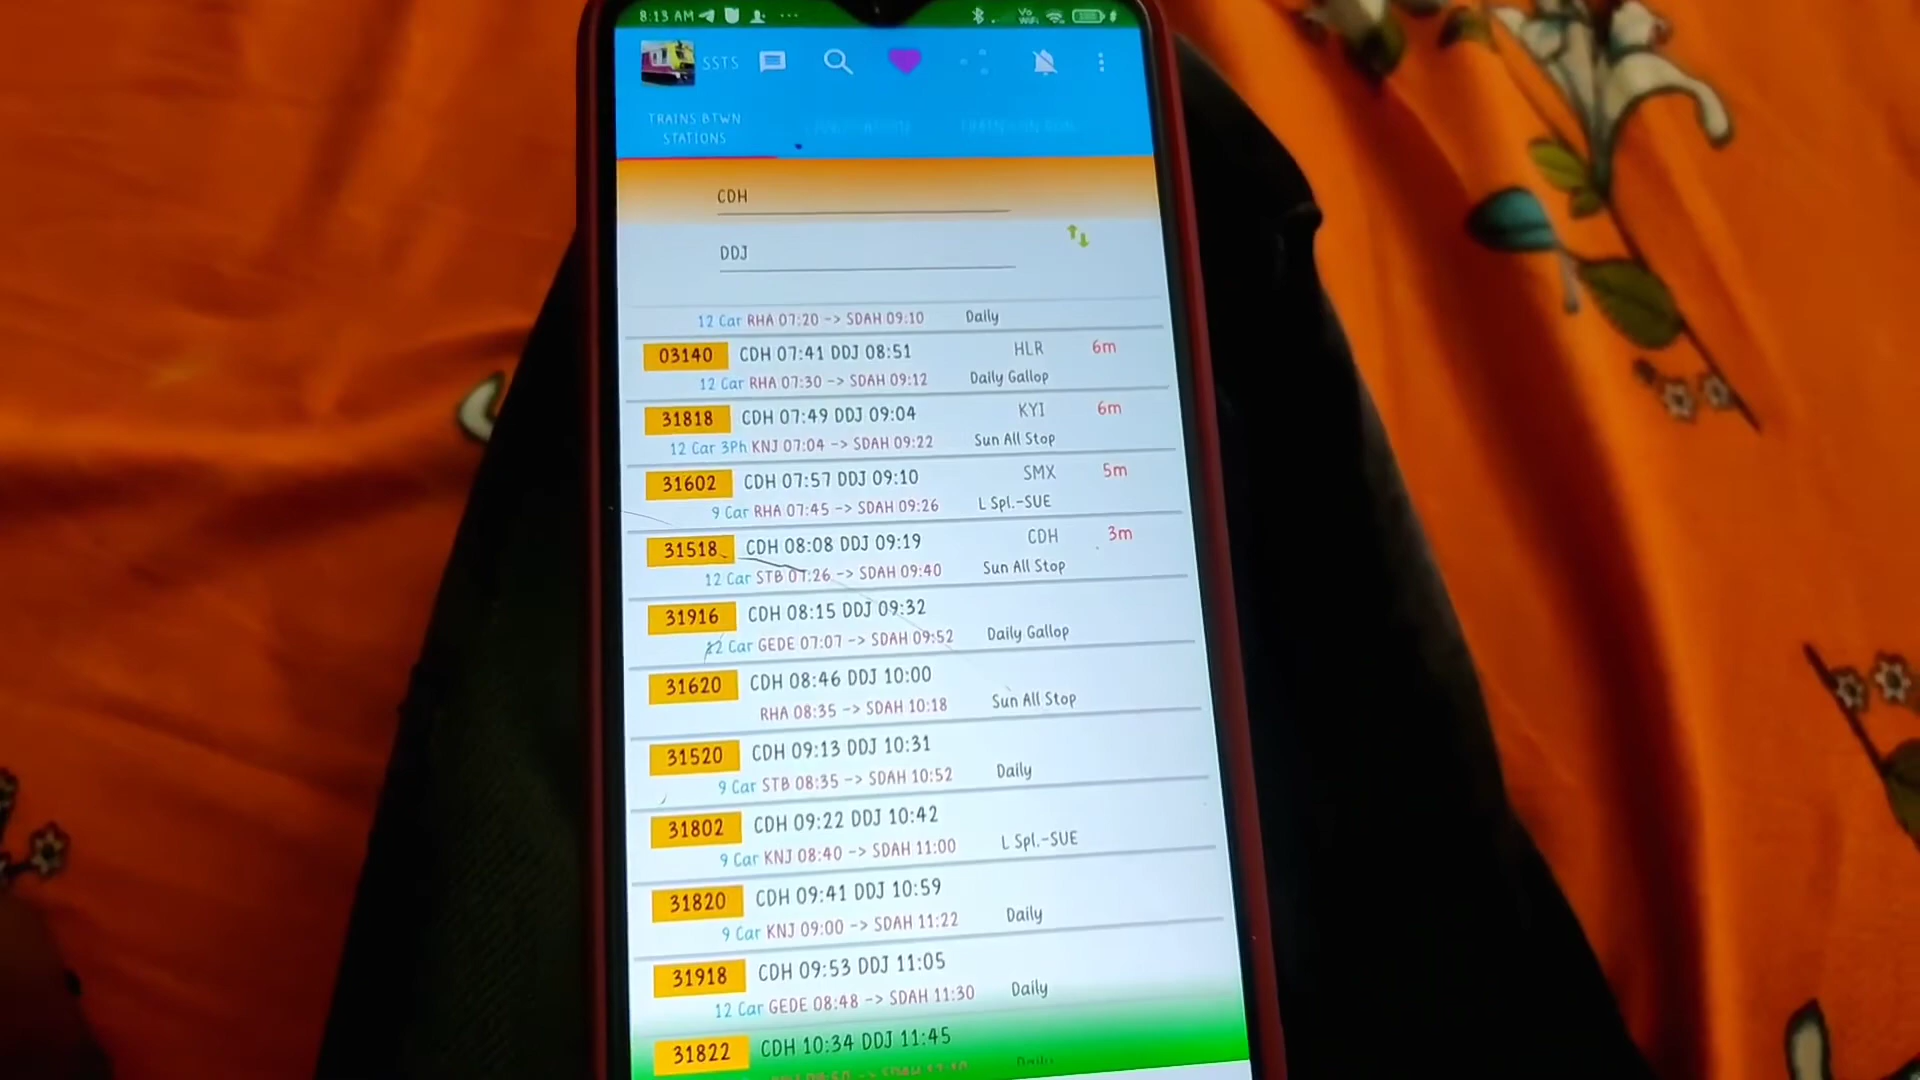 8:13 AM
SSTS
TRAINS BTWN
STATIONS
CDH
DDJ
12 Car RHA 07:20 -> SDAH 09:10 Daily
03140 CDH 07:41 DDJ 08:51 HLR 6m
12 Car RHA 07:30 -> SDAH 09:12 Daily Gallop
31818 CDH 07:49 DDJ 09:04 KYI 6m
12 Car 3Ph KNJ 07:04 -> SDAH 09:22 Sun All Stop
31602 CDH 07:57 DDJ 09:10 SMX 5m
9 Car RHA 07:45 -> SDAH 09:26 L Spl.-SUE
31518 CDH 08:08 DDJ 09:19 CDH 3m
12 Car STB 07:26 -> SDAH 09:40 Sun All Stop
31916 CDH 08:15 DDJ 09:32
12 Car GEDE 07:07 -> SDAH 09:52 Daily Gallop
31620 CDH 08:46 DDJ 10:00
RHA 08:35 -> SDAH 10:18 Sun All Stop
31520 CDH 09:13 DDJ 10:31
9 Car STB 08:35 -> SDAH 10:52 Daily
31802 CDH 09:22 DDJ 10:42
9 Car KNJ 08:40 -> SDAH 11:00 L Spl.-SUE
31820 CDH 09:41 DDJ 10:59
9 Car KNJ 09:00 -> SDAH 11:22 Daily
31918 CDH 09:53 DDJ 11:05
12 Car GEDE 08:48 -> SDAH 11:30 Daily
31822 CDH 10:34 DDJ 11:45
Daily